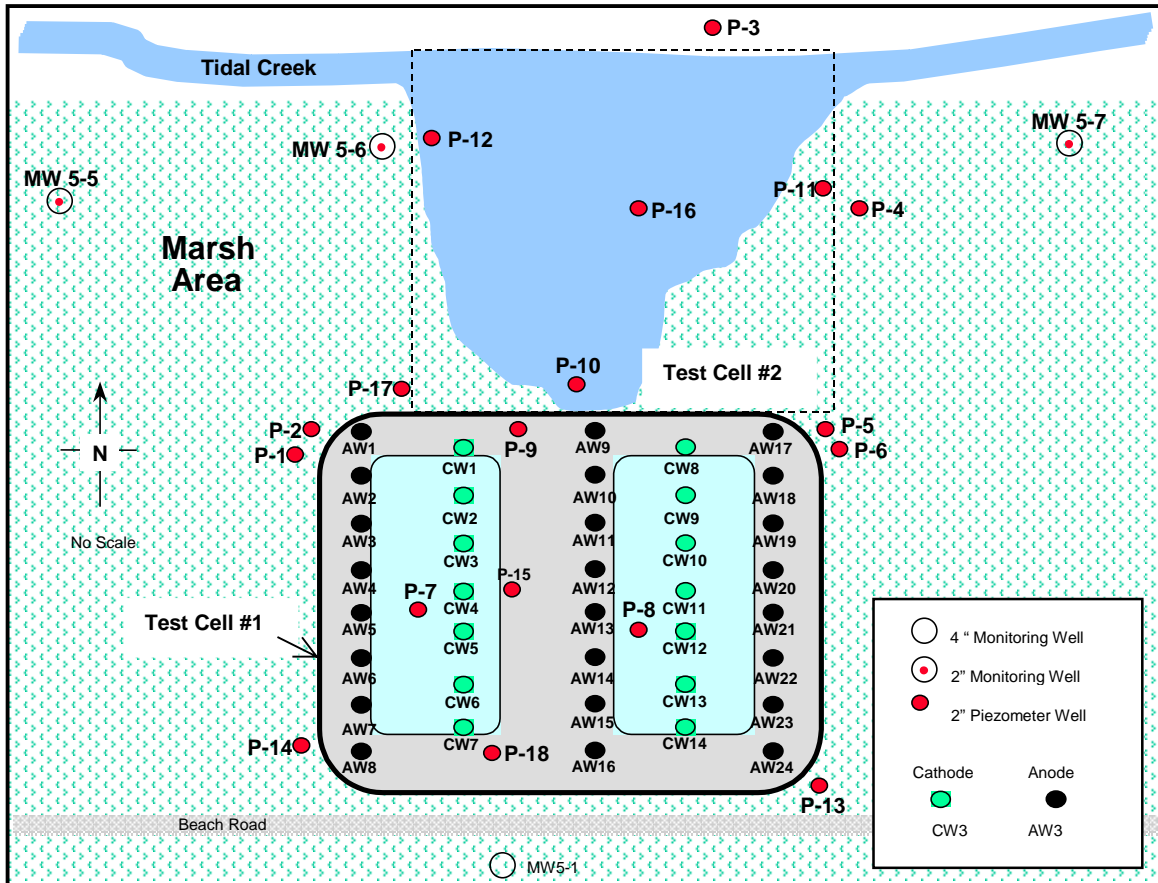 P-3
Tidal Creek
MW 5-7
P-12
MW 5-6
MW 5-5
P-11
P-16
P-4
Marsh
Area
P-10
Test Cell #2
P-17
P-2
P-5
P-1
P-9
P-6
N
No Scale
AW1
CW1
AW9
CW8
AW17
AW2
CW2
AW10
CW9
AW18
AW3
CW3
AW11
CW10
AW19
AW4
P-7
CW4
P-15
AW12
P-8
CW11
AW20
Test Cell #1
AW5
CW5
AW13
CW12
AW21
AW6
CW6
AW14
CW13
AW22
AW7
CW7
AW15
CW14
AW23
P-14
AW8
P-18
AW16
AW24
P-13
Beach Road
MW5-1
4 “ Monitoring Well
2” Monitoring Well
2” Piezometer Well
Cathode
Anode
CW3
AW3